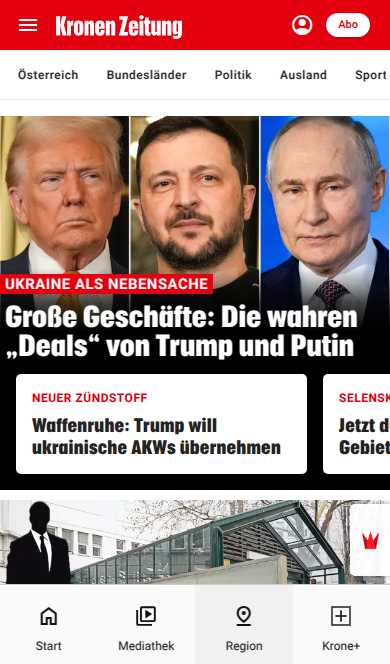 Kronen Zeitung
Abo
Österreich Bundesländer Politik Ausland Sport
UKRAINE ALS NEBENSACHE
Große Geschäfte: Die wahren
„Deals“ von Trump und Putin
NEUER ZÜNDSTOFF
Waffenruhe: Trump will
ukrainische AKWs übernehmen
SELENSK
Jetzt d
Gebiet
Start Mediathek Region Krone+